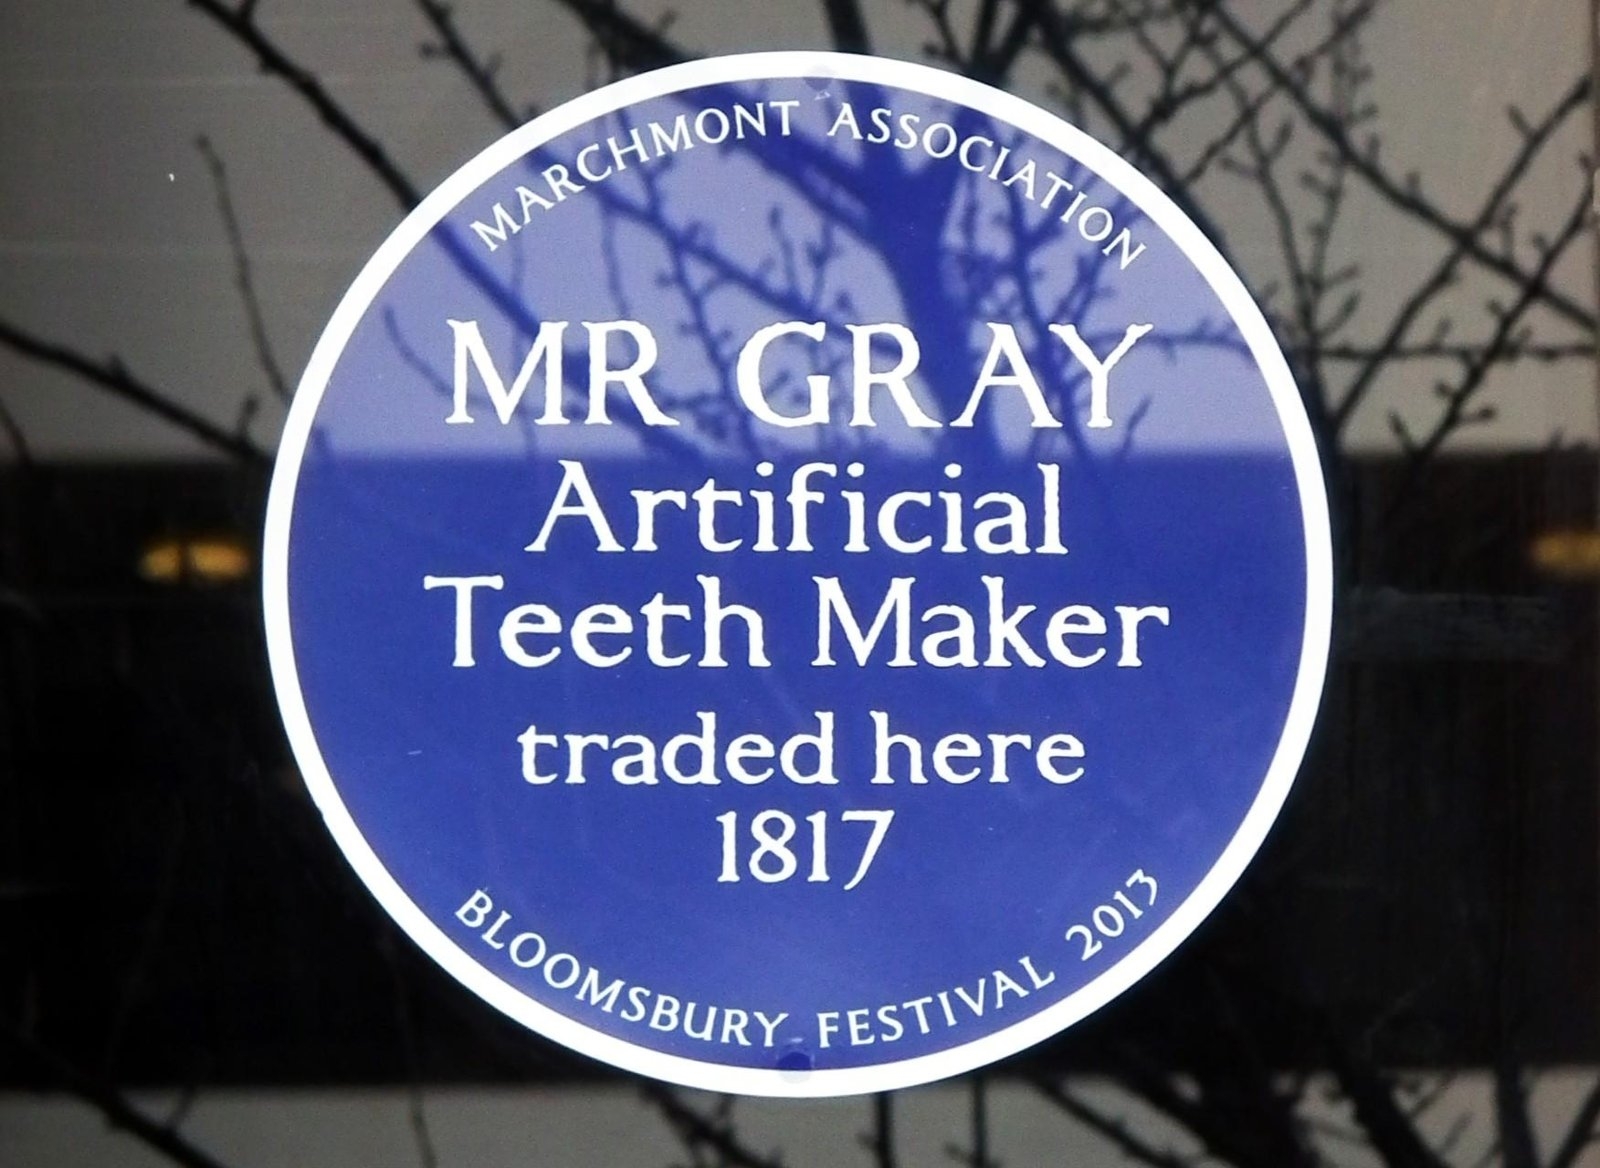 MARCHMONT ASSOCIATION
MR GRAY
Artificial
Teeth Maker
traded here
1817
BLOOMSBURY FESTIVAL 2013